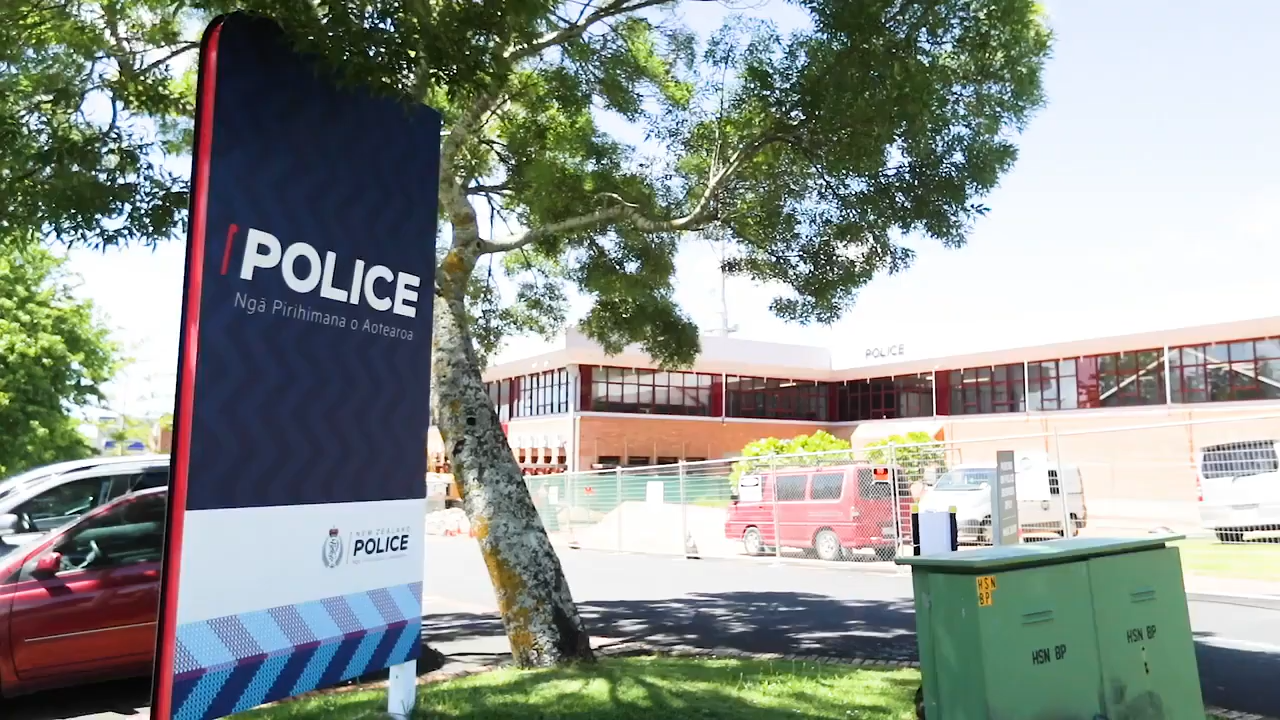 POLICE
Ngā Pirihimana o Aotearoa
NEW ZEALAND
POLICE
POLICE
HSN
BP
HSN BP
HSN BP